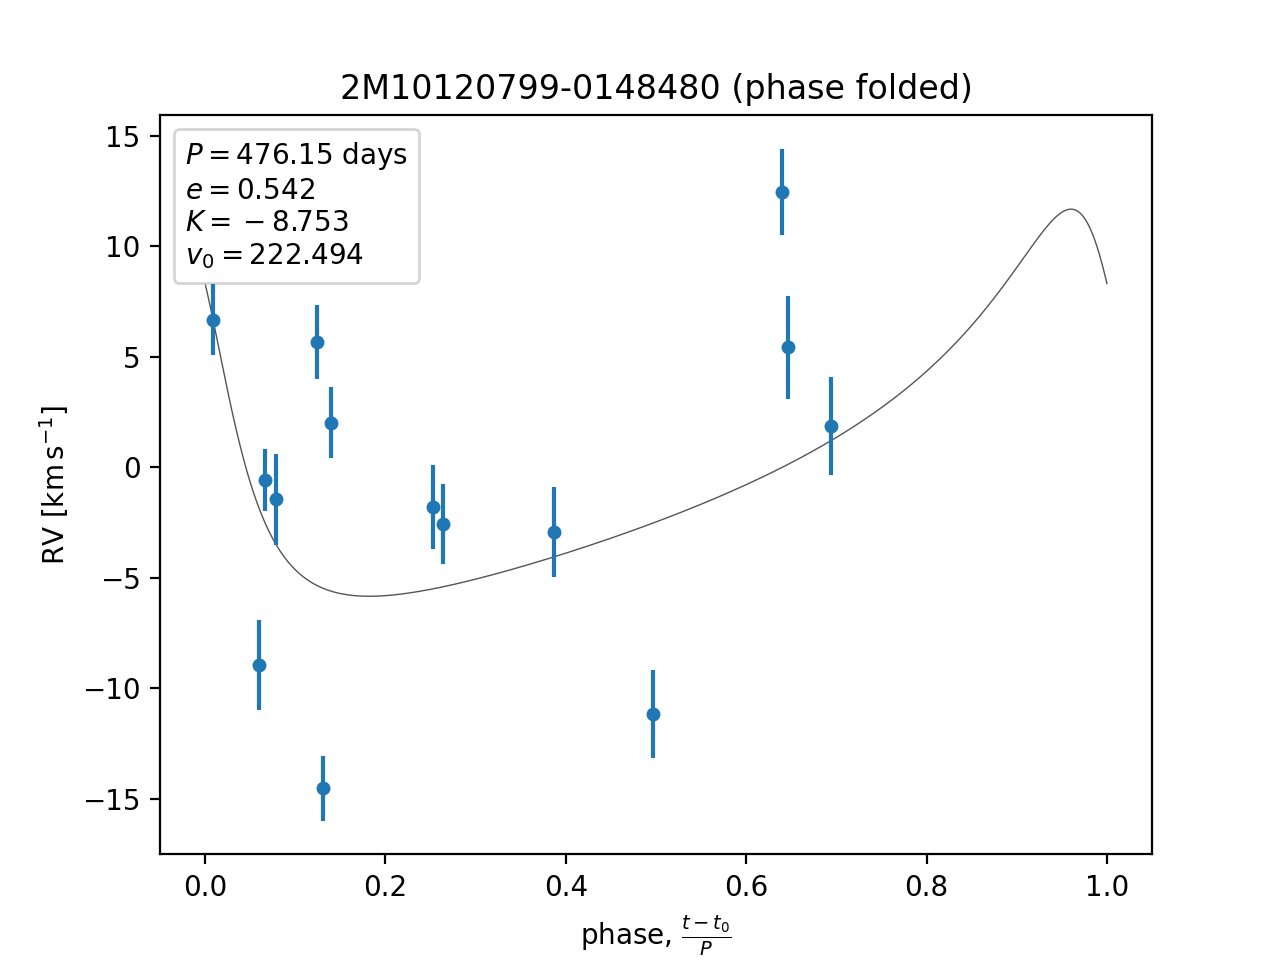 2M10120799-0148480 (phase folded)
P = 476.15 days
e = 0.542
K = −8.753
v₀ = 222.494
15
10
5
0
−5
−10
−15
RV [km s⁻¹]
0.0 0.2 0.4 0.6 0.8 1.0
phase, (t − t₀)/P